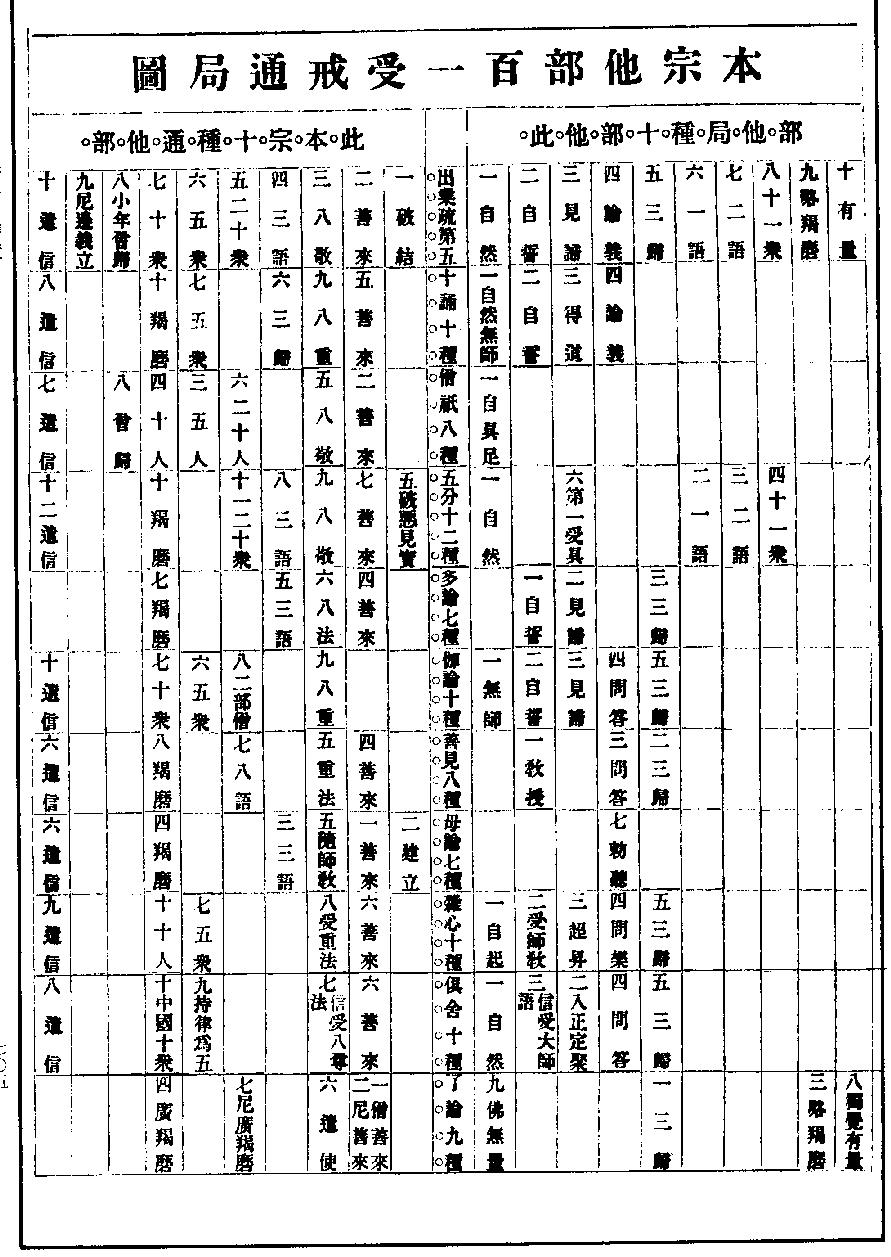 本宗他部百一受戒通局圖
此他部十種局他部
此本宗十種通他部
出業疏第五
一自然
二自誓
三見諦
四論義
五三歸
六一語
七二語
八十一衆
九略羯磨
十有量
一破結
二善來
三八敬
四三語
五二十衆
六五衆
七十衆
八小年曾歸
九尼邊義立
十遣信
十誦十種
一自然無師
二自誓
三得道
四論義
五善來
九八重
六三歸
七五衆
十羯磨
八遣信
僧祇八種
一自具足
二善來
五八敬
六二十人
三五人
四十人
八曾歸
七遣信
五分十二種
一自然
六第一受具
二一語
三二語
四十一衆
五破惡見實
七善來
九八敬
八三語
十一二十衆
十羯磨
十二遣信
多論七種
一自誓
二見諦
三三歸
四善來
六八法
五三語
七羯磨
伽論十種
一無師
二自誓
三見諦
四問答
五三歸
九八重
八二部僧
六五衆
七十衆
十遣信
善見八種
一教授
三問答
二三歸
四善來
五重法
七八語
八羯磨
六遣信
母論七種
七勅聽
二建立
一善來
五隨師教
三三語
四羯磨
六遣信
雜心十種
一自起
二受師教
三超昇
四問樂
五三歸
六善來
八受重法
七五衆
十十人
九遣信
俱舍十種
一自然
三信受大師語
二入正定聚
四問答
五三歸
六善來
七信受八尊法
九持律爲五
十中國十衆
八遣信
了論九種
九佛無量
一三歸
三略羯磨
八獨覺有量
一僧善來
二尼善來
六遣使
七尼廣羯磨
四廣羯磨